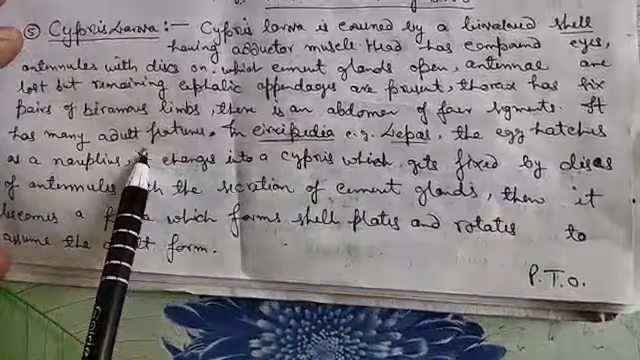 ⑤ Cypris Larva :— Cypris larva is covered by a bivalved shell
having adductor muscle. Head has compound eyes,
antennules with discs on which cement glands open, antennae are
lost but remaining cephalic appendages are present, thorax has six
pairs of biramous limbs, there is an abdomen of four segments. It
has many adult features. In cirripedia e.g. Lepas, the egg hatches
as a nauplius, changes into a cypris which gets fixed by discs
of antennules with the secretion of cement glands, then it
becomes a which forms shell plates and rotates to
assume the form.
P.T.O.